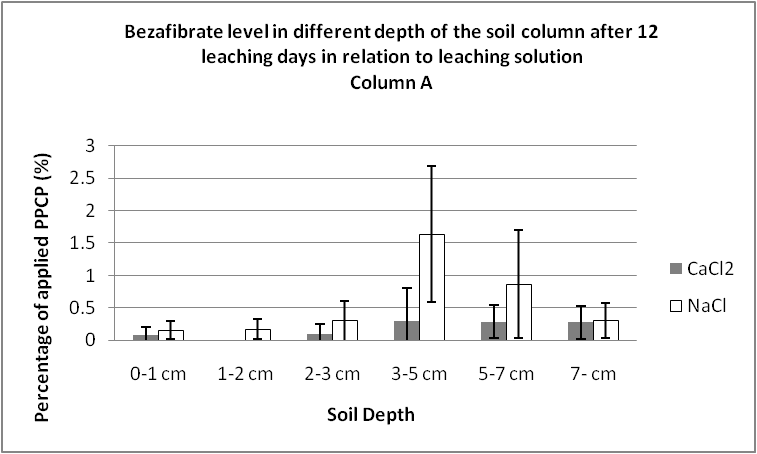 Bezafibrate level in different depth of the soil column after 12
leaching days in relation to leaching solution
Column A
Percentage of applied PPCP (%)
3
2.5
2
1.5
1
0.5
0
0-1 cm
1-2 cm
2-3 cm
3-5 cm
5-7 cm
7- cm
Soil Depth
CaCl2
NaCl